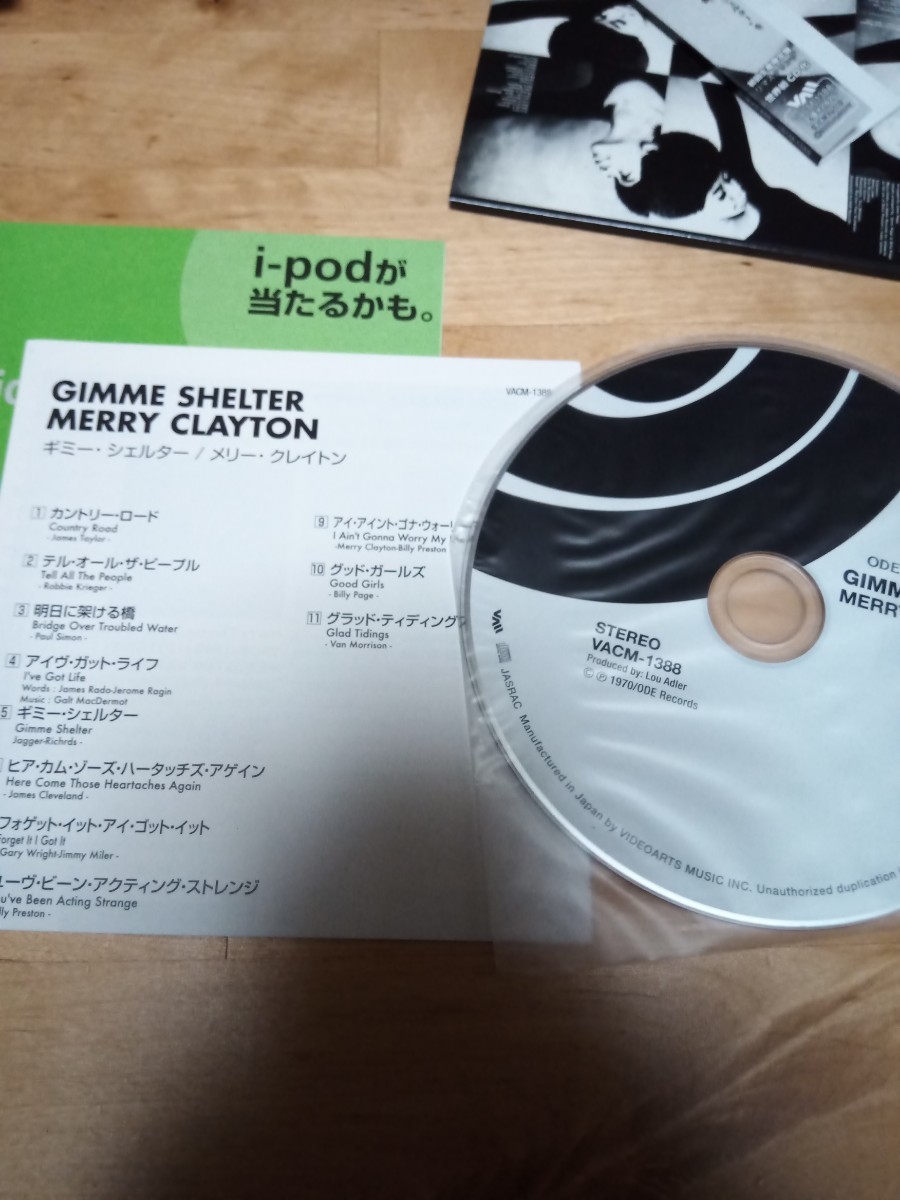 i-podが
当たるかも。
GIMME SHELTER
MERRY CLAYTON
ギミー・シェルター / メリー・クレイトン
VACM-1388
1 カントリー・ロード
Country Road
- James Taylor -
2 テル・オール・ザ・ピープル
Tell All The People
- Robbie Krieger -
3 明日に架ける橋
Bridge Over Troubled Water
- Paul Simon -
4 アイヴ・ガット・ライフ
I've Got Life
Words : James Rado-Jerome Ragin
Music : Galt MacDermot
5 ギミー・シェルター
Gimme Shelter
Jagger-Richrds -
ヒア・カム・ゾーズ・ハータッチズ・アゲイン
Here Come Those Heartaches Again
- James Cleveland -
フォゲット・イット・アイ・ゴット・イット
Forget It I Got It
Gary Wright-Jimmy Miler -
ユーヴ・ビーン・アクティング・ストレンジ
u've Been Acting Strange
lly Preston -
9 アイ・アイント・ゴナ・ウォーリ
I Ain't Gonna Worry My
-Merry Clayton-Billy Preston
10 グッド・ガールズ
Good Girls
- Billy Page -
11 グラッド・ティディングス
Glad Tidings
- Van Morrison -
ODE
GIMM
MERRY
STEREO
VACM-1388
Produced by: Lou Adler
© ℗ 1970/ODE Records
VAM
JASRAC Manufactured in Japan by VIDEOARTS MUSIC INC. Unauthorized duplication